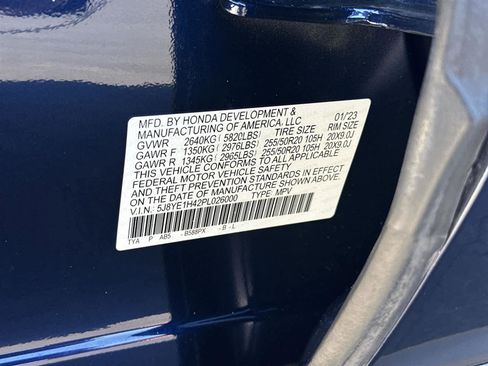 MFD. BY HONDA DEVELOPMENT & 01/23
MANUFACTURING OF AMERICA, LLC
GVWR 2640KG ( 5820LBS) TIRE SIZE RIM SIZE
GAWR F 1350KG ( 2976LBS) 255/50R20 105H 20X9.0J
GAWR R 1345KG ( 2965LBS) 255/50R20 105H 20X9.0J
THIS VEHICLE CONFORMS TO ALL APPLICABLE
FEDERAL MOTOR VEHICLE SAFETY, BUMPER,
AND THEFT PREVENTION STANDARDS IN EFFECT
ON THE DATE OF MANUFACTURE SHOWN ABOVE.
V.I.N: 5J8YE1H42PL026000 TYPE: MPV
TYA P AB5 - B588PX - B - L